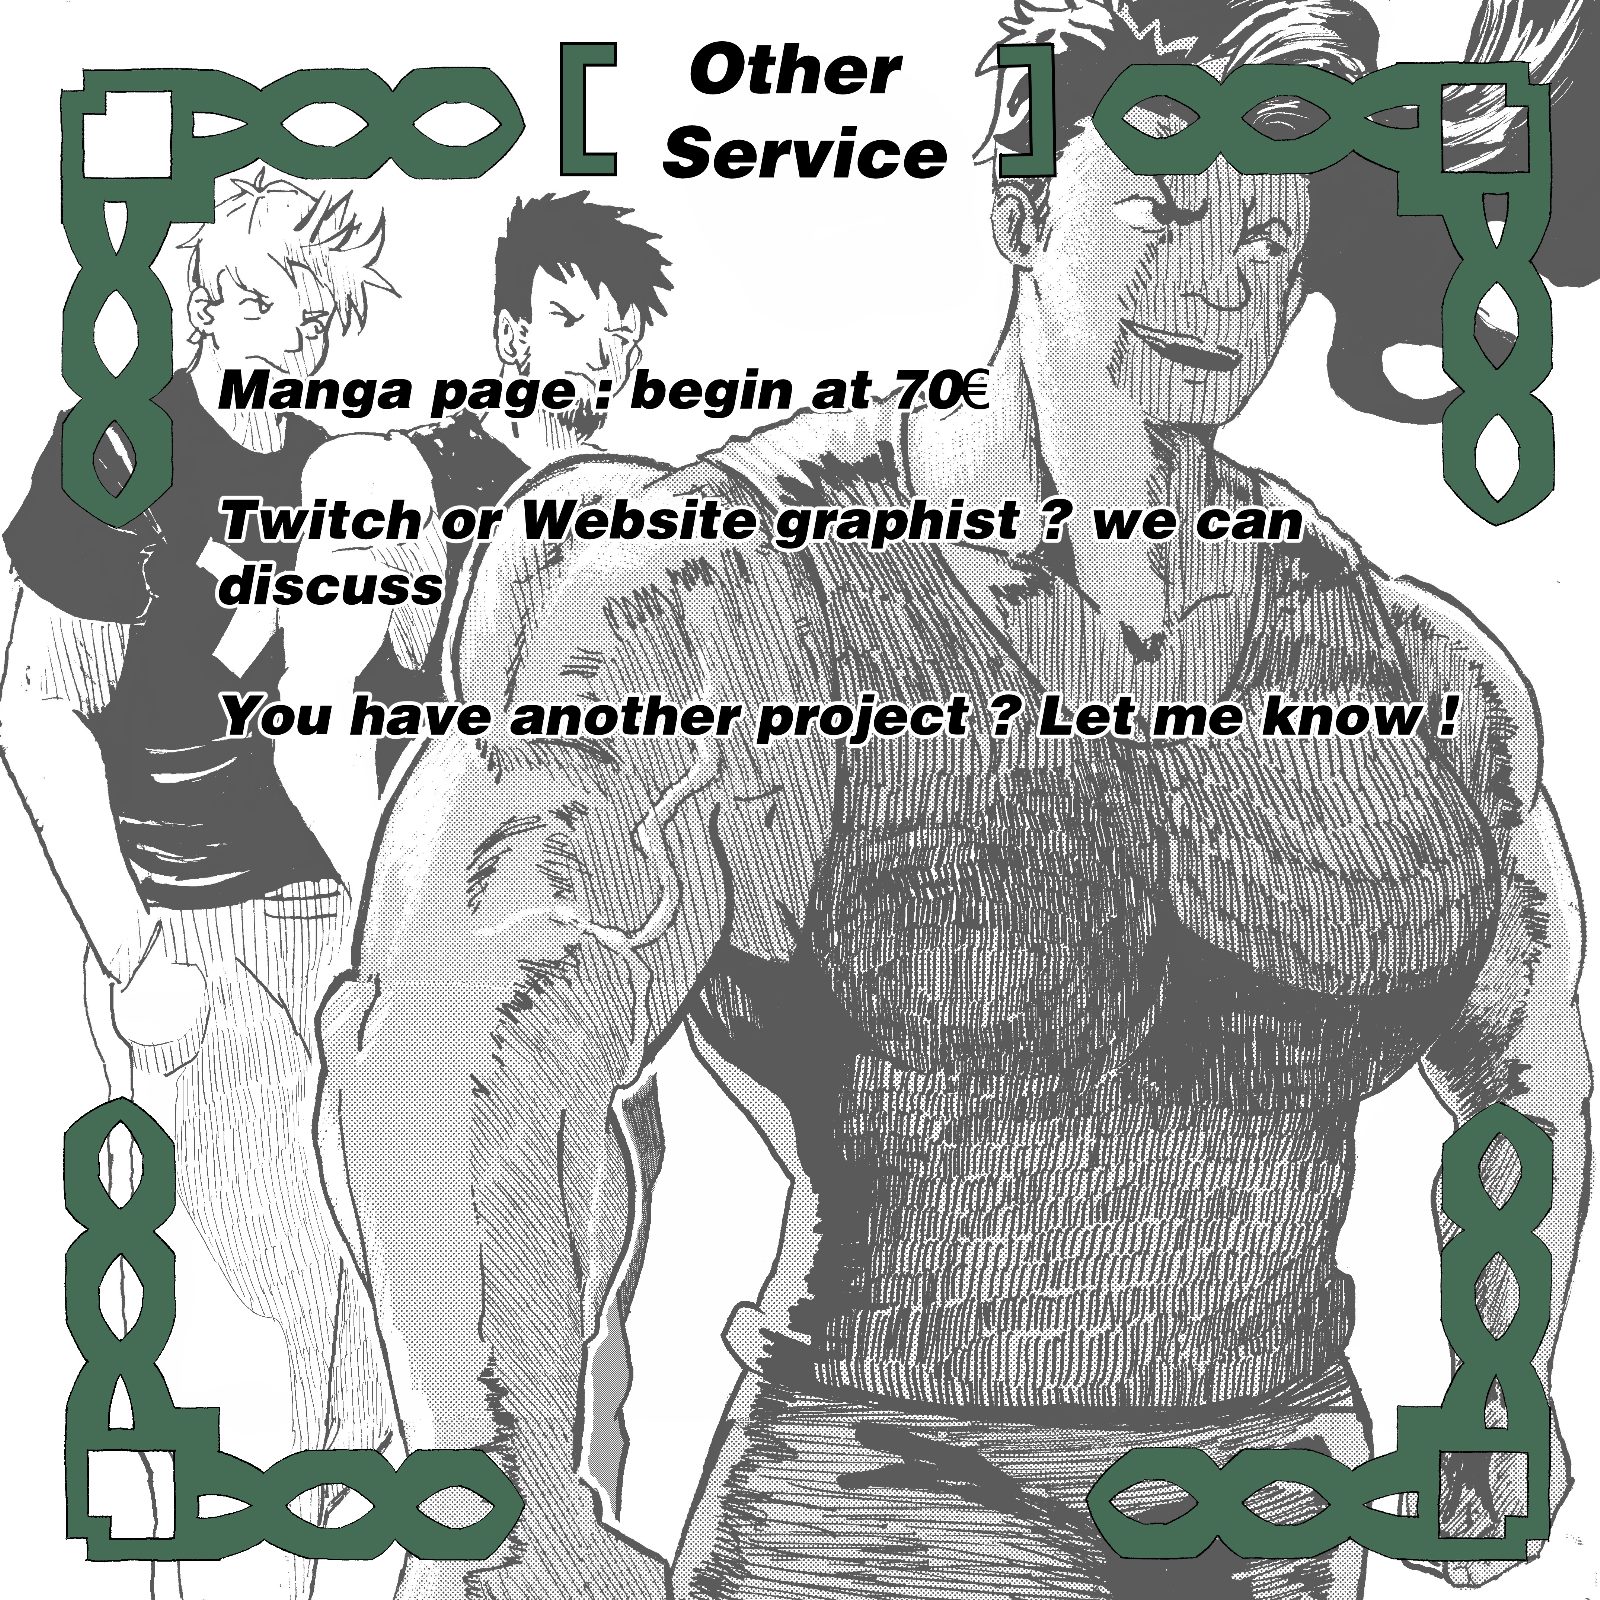 [ Other
Service ]
Manga page : begin at 70€
Twitch or Website graphist ? we can
discuss
You have another project ? Let me know !